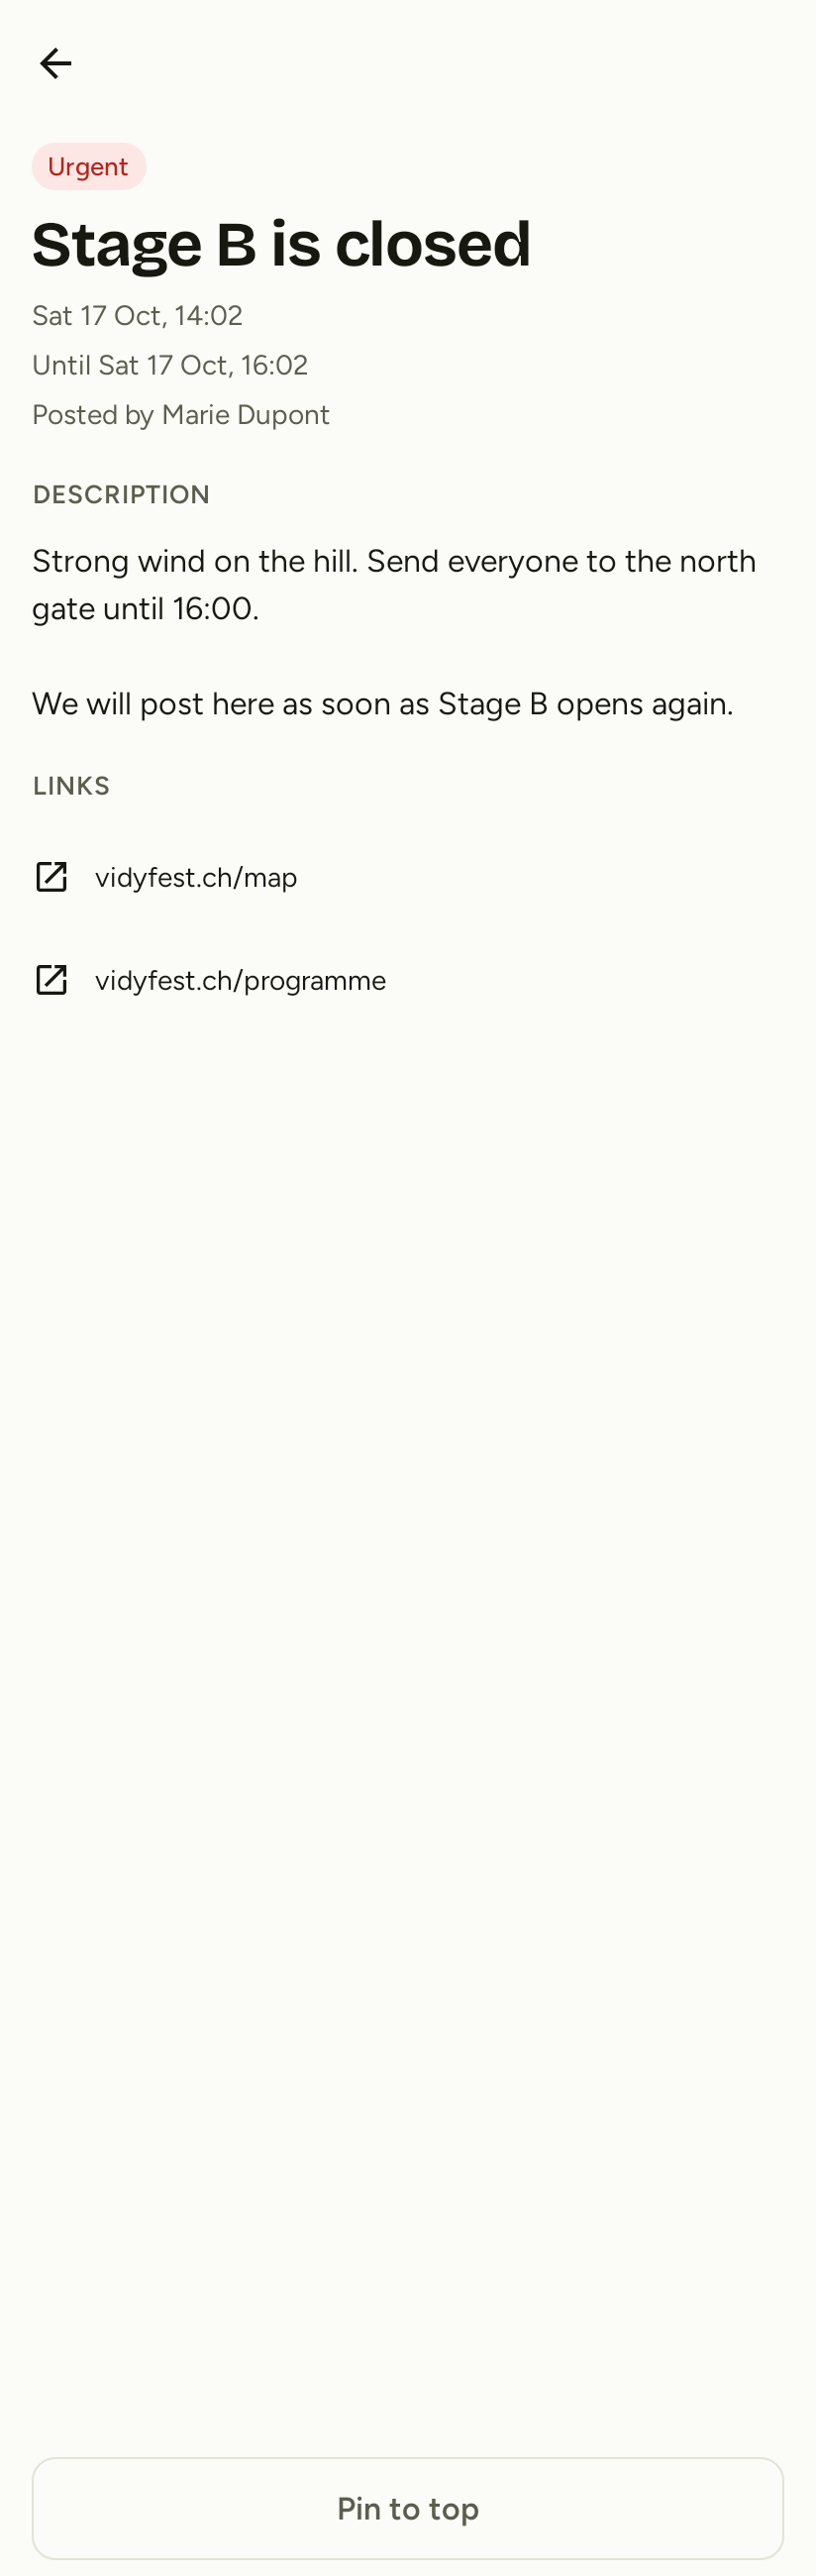 Urgent
Stage B is closed
Sat 17 Oct, 14:02
Until Sat 17 Oct, 16:02
Posted by Marie Dupont
DESCRIPTION
Strong wind on the hill. Send everyone to the north
gate until 16:00.
We will post here as soon as Stage B opens again.
LINKS
vidyfest.ch/map
vidyfest.ch/programme
Pin to top